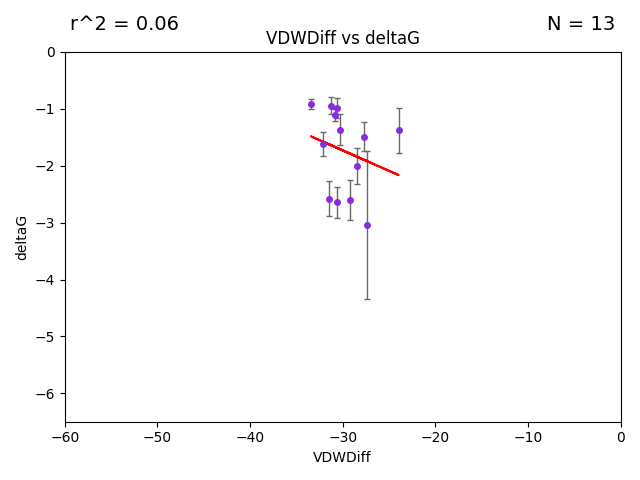 r^2 = 0.06
N = 13
VDWDiff vs deltaG
0
−1
−2
−3
−4
−5
−6
deltaG
−60 −50 −40 −30 −20 −10 0
VDWDiff